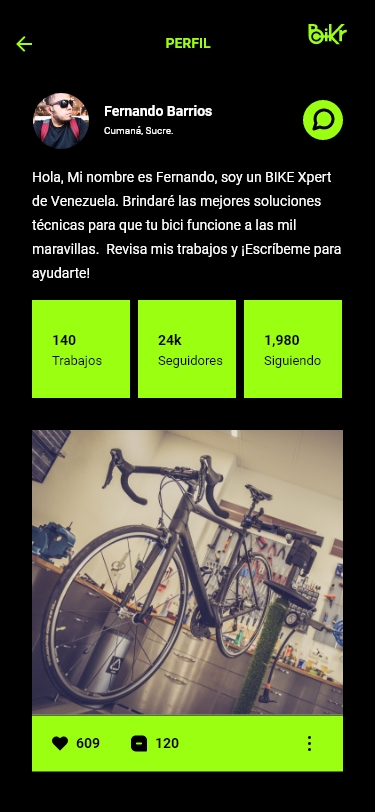 PERFIL
Bikr
Fernando Barrios
Cumaná, Sucre.
Hola, Mi nombre es Fernando, soy un BIKE Xpert
de Venezuela. Brindaré las mejores soluciones
técnicas para que tu bici funcione a las mil
maravillas.  Revisa mis trabajos y ¡Escríbeme para
ayudarte!
140
Trabajos
24k
Seguidores
1,980
Siguiendo
609
120